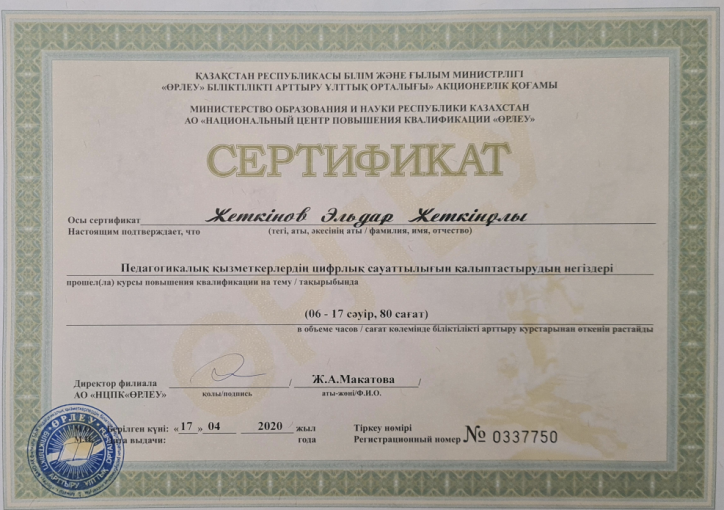 ҚАЗАҚСТАН РЕСПУБЛИКАСЫ БІЛІМ ЖӘНЕ ҒЫЛЫМ МИНИСТРЛІГІ
«ӨРЛЕУ» БІЛІКТІЛІКТІ АРТТЫРУ ҰЛТТЫҚ ОРТАЛЫҒЫ» АКЦИОНЕРЛІК ҚОҒАМЫ
МИНИСТЕРСТВО ОБРАЗОВАНИЯ И НАУКИ РЕСПУБЛИКИ КАЗАХСТАН
АО «НАЦИОНАЛЬНЫЙ ЦЕНТР ПОВЫШЕНИЯ КВАЛИФИКАЦИИ «ӨРЛЕУ»
СЕРТИФИКАТ
Осы сертификат Жеткінов Эльдар Жеткінұлы
Настоящим подтверждает, что (тегі, аты, әкесінің аты / фамилия, имя, отчество)
Педагогикалық қызметкерлердің цифрлық сауаттылығын қалыптастырудың негіздері
прошел(ла) курсы повышения квалификации на тему / тақырыбында
(06 - 17 сәуір, 80 сағат)
в объеме часов / сағат көлемінде біліктілікті арттыру курстарынан өткенін растайды
Директор филиала / Ж.А.Макатова /
АО «НЦПК«ӨРЛЕУ» қолы/подпись аты-жөні/Ф.И.О.
Берілген күні: «17 » 04 2020 жыл Тіркеу нөмірі
дата выдачи: года Регистрационный номер № 0337750